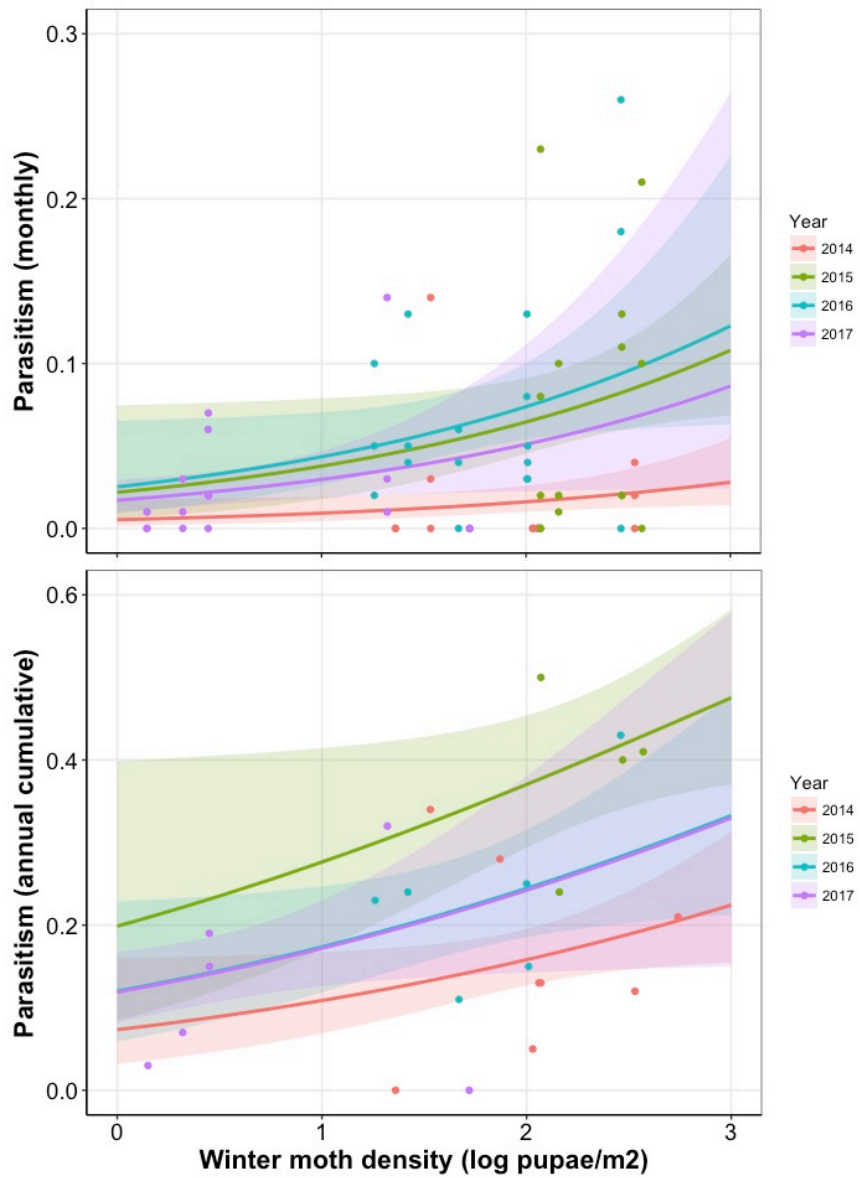 0.3
0.2
0.1
0.0
Parasitism (monthly)
Year
2014
2015
2016
2017
0.6
0.4
0.2
0.0
Parasitism (annual cumulative)
Year
2014
2015
2016
2017
0 1 2 3
Winter moth density (log pupae/m2)